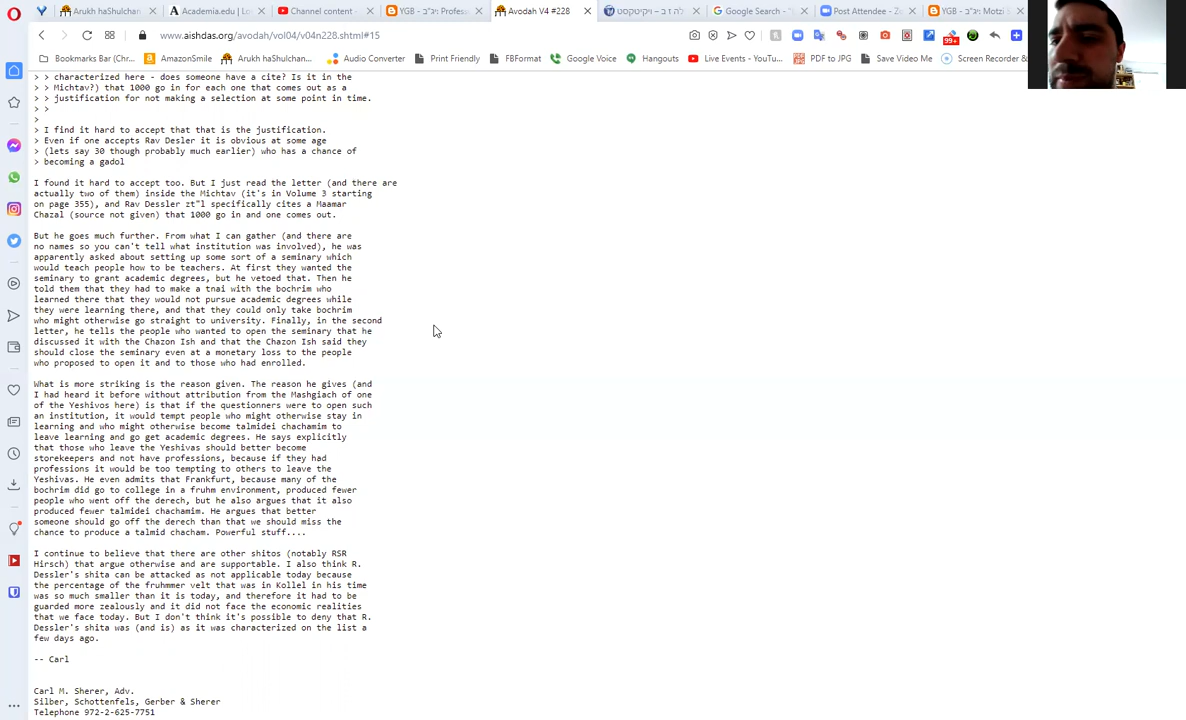 Arukh haShulchan
Academia.edu | Lo
Channel content -
YGB - יג"ב: Profes
Avodah V4 #228
לה ז ב – ויקיטקסט
Google Search -
Post Attendee - Z
YGB - יג"ב: Motzi
www.aishdas.org/avodah/vol04/v04n228.shtml#15
99+
Bookmarks Bar (Chr...
AmazonSmile
Arukh haShulchan...
Audio Converter
Print Friendly
FBFormat
Google Voice
Hangouts
Live Events - YouTu...
PDF to JPG
Save Video Me
Screen Recorder &
> > characterized here - does someone have a cite? Is it in the
> > Michtav?) that 1000 go in for each one that comes out as a
> > justification for not making a selection at some point in time.
> >
>
> I find it hard to accept that that is the justification.
> Even if one accepts Rav Desler it is obvious at some age
> (lets say 30 though probably much earlier) who has a chance of
> becoming a gadol
I found it hard to accept too. But I just read the letter (and there are
actually two of them) inside the Michtav (it's in Volume 3 starting
on page 355), and Rav Dessler zt"l specifically cites a Maamar
Chazal (source not given) that 1000 go in and one comes out.
But he goes much further. From what I can gather (and there are
no names so you can't tell what institution was involved), he was
apparently asked about setting up some sort of a seminary which
would teach people how to be teachers. At first they wanted the
seminary to grant academic degrees, but he vetoed that. Then he
told them that they had to make a tnai with the bochrim who
learned there that they would not pursue academic degrees while
they were learning there, and that they could only take bochrim
who might otherwise go straight to university. Finally, in the second
letter, he tells the people who wanted to open the seminary that he
discussed it with the Chazon Ish and that the Chazon Ish said they
should close the seminary even at a monetary loss to the people
who proposed to open it and to those who had enrolled.
What is more striking is the reason given. The reason he gives (and
I had heard it before without attribution from the Mashgiach of one
of the Yeshivos here) is that if the questionners were to open such
an institution, it would tempt people who might otherwise stay in
learning and who might otherwise become talmidei chachamim to
leave learning and go get academic degrees. He says explicitly
that those who leave the Yeshivas should better become
storekeepers and not have professions, because if they had
professions it would be too tempting to others to leave the
Yeshivas. He even admits that Frankfurt, because many of the
bochrim did go to college in a fruhm environment, produced fewer
people who went off the derech, but he also argues that it also
produced fewer talmidei chachamim. He argues that better
someone should go off the derech than that we should miss the
chance to produce a talmid chacham. Powerful stuff....
I continue to believe that there are other shitos (notably RSR
Hirsch) that argue otherwise and are supportable. I also think R.
Dessler's shita can be attacked as not applicable today because
the percentage of the fruhmmer velt that was in Kollel in his time
was so much smaller than it is today, and therefore it had to be
guarded more zealously and it did not face the economic realities
that we face today. But I don't think it's possible to deny that R.
Dessler's shita was (and is) as it was characterized on the list a
few days ago.
-- Carl
Carl M. Sherer, Adv.
Silber, Schottenfels, Gerber & Sherer
Telephone 972-2-625-7751